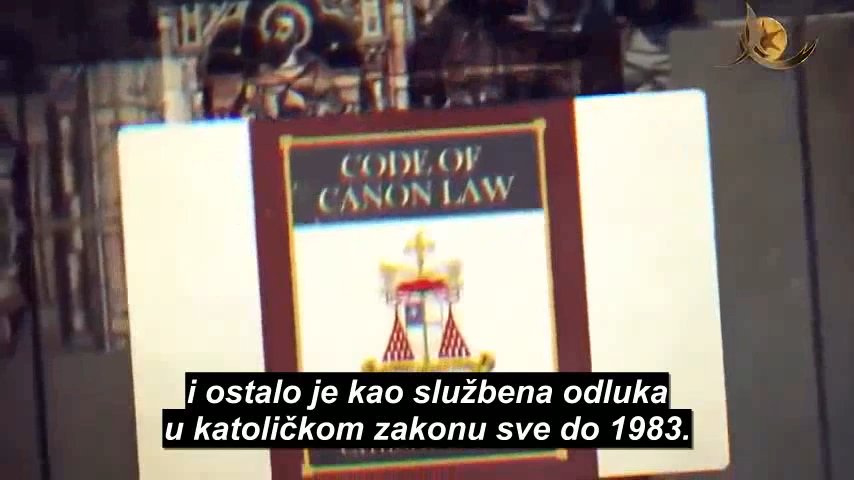 CODE OF
CANON LAW
i ostalo je kao službena odluka
u katoličkom zakonu sve do 1983.